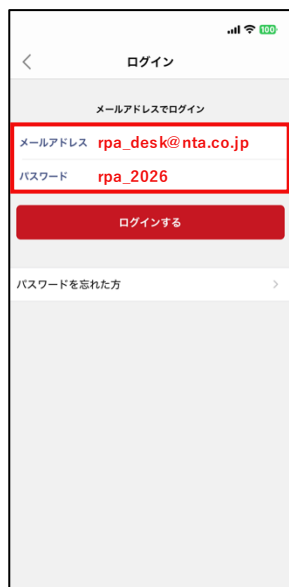 100
ログイン
メールアドレスでログイン
メールアドレス rpa_desk@nta.co.jp
パスワード rpa_2026
ログインする
パスワードを忘れた方